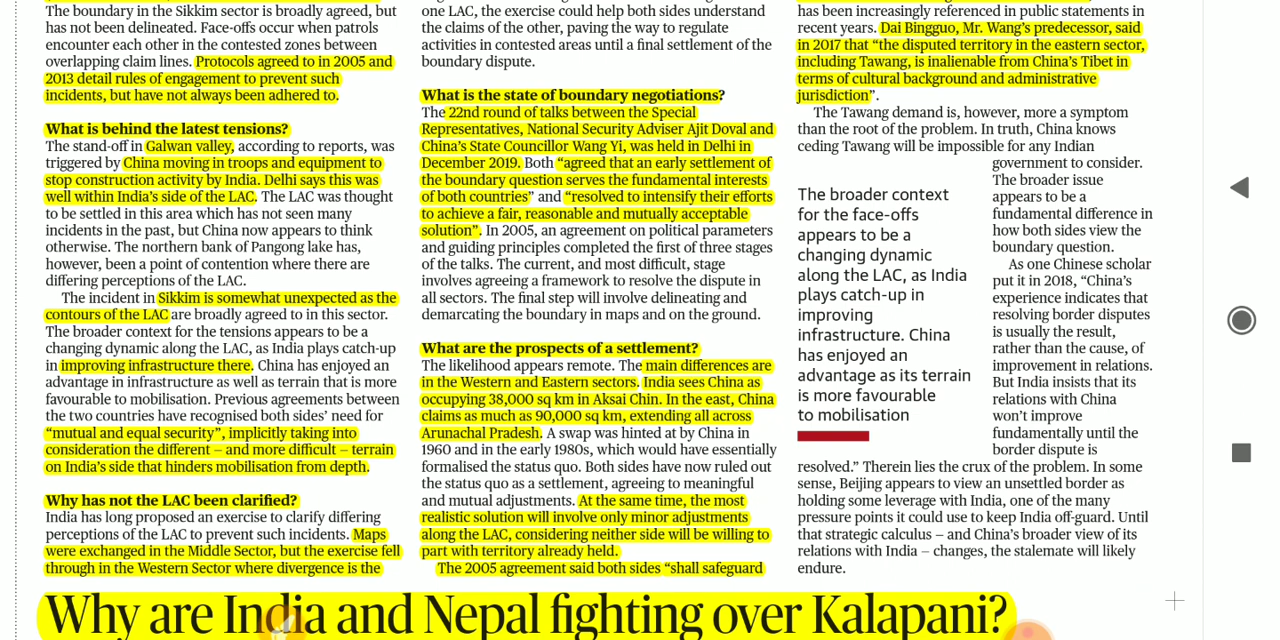 The boundary in the Sikkim sector is broadly agreed, but
has not been delineated. Face-offs occur when patrols
encounter each other in the contested zones between
overlapping claim lines. Protocols agreed to in 2005 and
2013 detail rules of engagement to prevent such
incidents, but have not always been adhered to.
What is behind the latest tensions?
The stand-off in Galwan valley, according to reports, was
triggered by China moving in troops and equipment to
stop construction activity by India. Delhi says this was
well within India's side of the LAC. The LAC was thought
to be settled in this area which has not seen many
incidents in the past, but China now appears to think
otherwise. The northern bank of Pangong lake has,
however, been a point of contention where there are
differing perceptions of the LAC.
The incident in Sikkim is somewhat unexpected as the
contours of the LAC are broadly agreed to in this sector.
The broader context for the tensions appears to be a
changing dynamic along the LAC, as India plays catch-up
in improving infrastructure there. China has enjoyed an
advantage in infrastructure as well as terrain that is more
favourable to mobilisation. Previous agreements between
the two countries have recognised both sides' need for
“mutual and equal security”, implicitly taking into
consideration the different – and more difficult – terrain
on India's side that hinders mobilisation from depth.
Why has not the LAC been clarified?
India has long proposed an exercise to clarify differing
perceptions of the LAC to prevent such incidents. Maps
were exchanged in the Middle Sector, but the exercise fell
through in the Western Sector where divergence is the
one LAC, the exercise could help both sides understand
the claims of the other, paving the way to regulate
activities in contested areas until a final settlement of the
boundary dispute.
What is the state of boundary negotiations?
The 22nd round of talks between the Special
Representatives, National Security Adviser Ajit Doval and
China's State Councillor Wang Yi, was held in Delhi in
December 2019. Both “agreed that an early settlement of
the boundary question serves the fundamental interests
of both countries” and “resolved to intensify their efforts
to achieve a fair, reasonable and mutually acceptable
solution”. In 2005, an agreement on political parameters
and guiding principles completed the first of three stages
of the talks. The current, and most difficult, stage
involves agreeing a framework to resolve the dispute in
all sectors. The final step will involve delineating and
demarcating the boundary in maps and on the ground.
What are the prospects of a settlement?
The likelihood appears remote. The main differences are
in the Western and Eastern sectors. India sees China as
occupying 38,000 sq km in Aksai Chin. In the east, China
claims as much as 90,000 sq km, extending all across
Arunachal Pradesh. A swap was hinted at by China in
1960 and in the early 1980s, which would have essentially
formalised the status quo. Both sides have now ruled out
the status quo as a settlement, agreeing to meaningful
and mutual adjustments. At the same time, the most
realistic solution will involve only minor adjustments
along the LAC, considering neither side will be willing to
part with territory already held.
The 2005 agreement said both sides “shall safeguard
has been increasingly referenced in public statements in
recent years. Dai Bingguo, Mr. Wang's predecessor, said
in 2017 that “the disputed territory in the eastern sector,
including Tawang, is inalienable from China's Tibet in
terms of cultural background and administrative
jurisdiction”.
The Tawang demand is, however, more a symptom
than the root of the problem. In truth, China knows
ceding Tawang will be impossible for any Indian
government to consider.
The broader issue
appears to be a
fundamental difference in
how both sides view the
boundary question.
As one Chinese scholar
put it in 2018, “China's
experience indicates that
resolving border disputes
is usually the result,
rather than the cause, of
improvement in relations.
But India insists that its
relations with China
won't improve
fundamentally until the
border dispute is
resolved.” Therein lies the crux of the problem. In some
sense, Beijing appears to view an unsettled border as
holding some leverage with India, one of the many
pressure points it could use to keep India off-guard. Until
that strategic calculus – and China's broader view of its
relations with India – changes, the stalemate will likely
endure.
The broader context
for the face-offs
appears to be a
changing dynamic
along the LAC, as India
plays catch-up in
improving
infrastructure. China
has enjoyed an
advantage as its terrain
is more favourable
to mobilisation
Why are India and Nepal fighting over Kalapani?